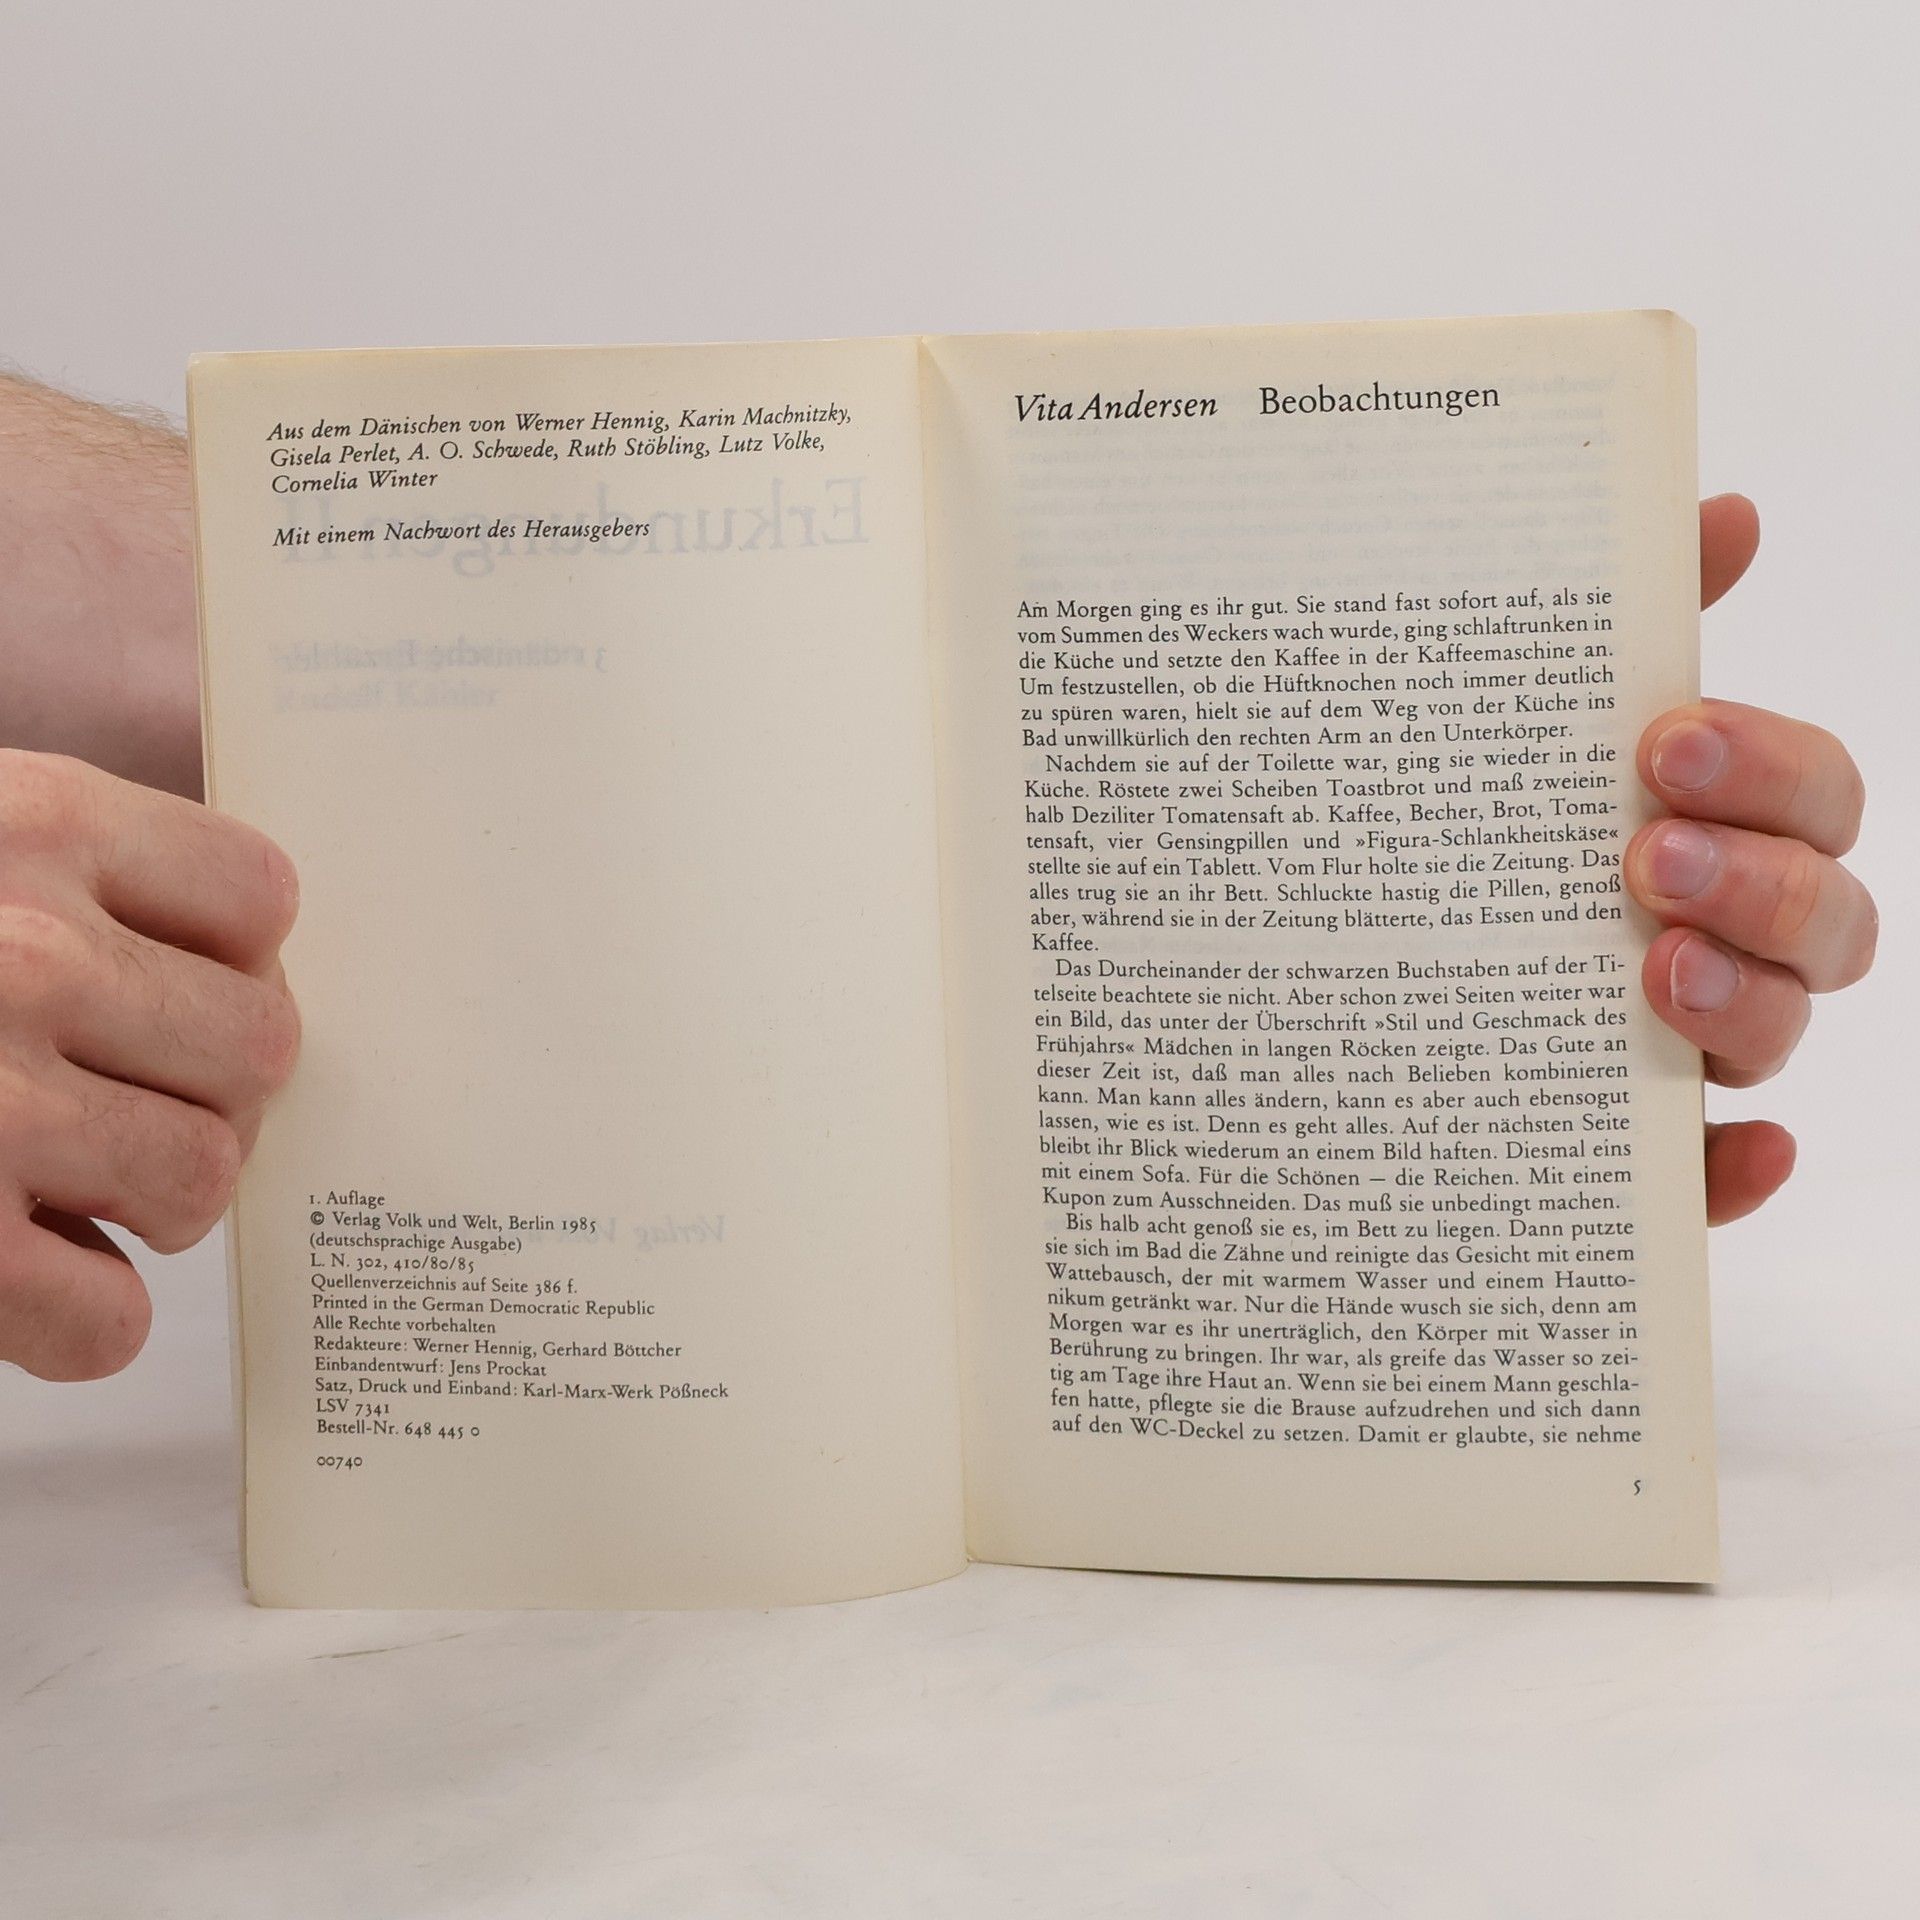 Aus dem Dänischen von Werner Hennig, Karin Machnitzky,
Gisela Perlet, A. O. Schwede, Ruth Stöbling, Lutz Volke,
Cornelia Winter
Mit einem Nachwort des Herausgebers
1. Auflage
© Verlag Volk und Welt, Berlin 1985
(deutschsprachige Ausgabe)
L. N. 302, 410/80/85
Quellenverzeichnis auf Seite 386 f.
Printed in the German Democratic Republic
Alle Rechte vorbehalten
Redakteure: Werner Hennig, Gerhard Böttcher
Einbandentwurf: Jens Prockat
Satz, Druck und Einband: Karl-Marx-Werk Pößneck
LSV 7341
Bestell-Nr. 648 445 0
00740
Vita Andersen Beobachtungen
Am Morgen ging es ihr gut. Sie stand fast sofort auf, als sie
vom Summen des Weckers wach wurde, ging schlaftrunken in
die Küche und setzte den Kaffee in der Kaffeemaschine an.
Um festzustellen, ob die Hüftknochen noch immer deutlich
zu spüren waren, hielt sie auf dem Weg von der Küche ins
Bad unwillkürlich den rechten Arm an den Unterkörper.
Nachdem sie auf der Toilette war, ging sie wieder in die
Küche. Röstete zwei Scheiben Toastbrot und maß zweiein-
halb Deziliter Tomatensaft ab. Kaffee, Becher, Brot, Toma-
tensaft, vier Gensingpillen und »Figura-Schlankheitskäse«
stellte sie auf ein Tablett. Vom Flur holte sie die Zeitung. Das
alles trug sie an ihr Bett. Schluckte hastig die Pillen, genoß
aber, während sie in der Zeitung blätterte, das Essen und den
Kaffee.
Das Durcheinander der schwarzen Buchstaben auf der Ti-
telseite beachtete sie nicht. Aber schon zwei Seiten weiter war
ein Bild, das unter der Überschrift »Stil und Geschmack des
Frühjahrs« Mädchen in langen Röcken zeigte. Das Gute an
dieser Zeit ist, daß man alles nach Belieben kombinieren
kann. Man kann alles ändern, kann es aber auch ebensogut
lassen, wie es ist. Denn es geht alles. Auf der nächsten Seite
bleibt ihr Blick wiederum an einem Bild haften. Diesmal eins
mit einem Sofa. Für die Schönen — die Reichen. Mit einem
Kupon zum Ausschneiden. Das muß sie unbedingt machen.
Bis halb acht genoß sie es, im Bett zu liegen. Dann putzte
sie sich im Bad die Zähne und reinigte das Gesicht mit einem
Wattebausch, der mit warmem Wasser und einem Hautto-
nikum getränkt war. Nur die Hände wusch sie sich, denn am
Morgen war es ihr unerträglich, den Körper mit Wasser in
Berührung zu bringen. Ihr war, als greife das Wasser so zei-
tig am Tage ihre Haut an. Wenn sie bei einem Mann geschla-
fen hatte, pflegte sie die Brause aufzudrehen und sich dann
auf den WC-Deckel zu setzen. Damit er glaubte, sie nehme
5